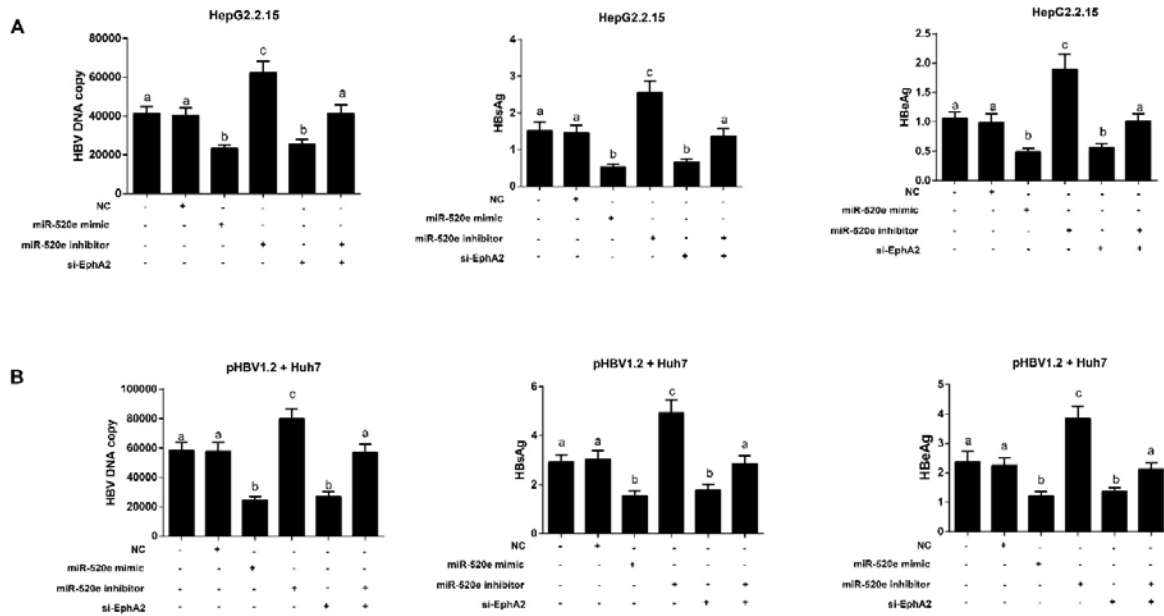 A
HepG2.2.15
HBV DNA copy
80000
60000
40000
20000
0
a a b c b a
NC - + - - - -
miR-520e mimic - - + - - -
miR-520e inhibitor - - - + - +
si-EphA2 - - - - + +
HepG2.2.15
HBsAg
4
3
2
1
0
a a b c b a
NC - + - - - -
miR-520e mimic - - + - - -
miR-520e inhibitor - - - + - +
si-EphA2 - - - - + +
HepG2.2.15
HBeAg
2.5
2.0
1.5
1.0
0.5
0.0
a a b c b a
NC - + - - - -
miR-520e mimic - - + - - -
miR-520e inhibitor - - - + - +
si-EphA2 - - - - + +
B
pHBV1.2 + Huh7
HBV DNA copy
100000
80000
60000
40000
20000
0
a a b c b a
NC - + - - - -
miR-520e mimic - - + - - -
miR-520e inhibitor - - - + - +
si-EphA2 - - - - + +
pHBV1.2 + Huh7
HBsAg
6
4
2
0
a a b c b a
NC - + - - - -
miR-520e mimic - - + - - -
miR-520e inhibitor - - - + - +
si-EphA2 - - - - + +
pHBV1.2 + Huh7
HBeAg
5
4
3
2
1
0
a a b c b a
NC - + - - - -
miR-520e mimic - - + - - -
miR-520e inhibitor - - - + - +
si-EphA2 - - - - + +